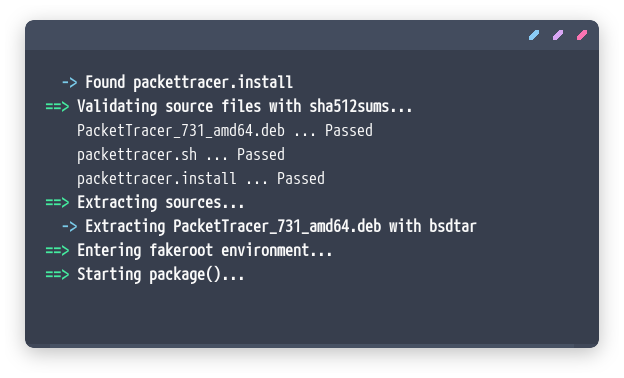 -> Found packettracer.install
==> Validating source files with sha512sums...
PacketTracer_731_amd64.deb ... Passed
packettracer.sh ... Passed
packettracer.install ... Passed
==> Extracting sources...
-> Extracting PacketTracer_731_amd64.deb with bsdtar
==> Entering fakeroot environment...
==> Starting package()...